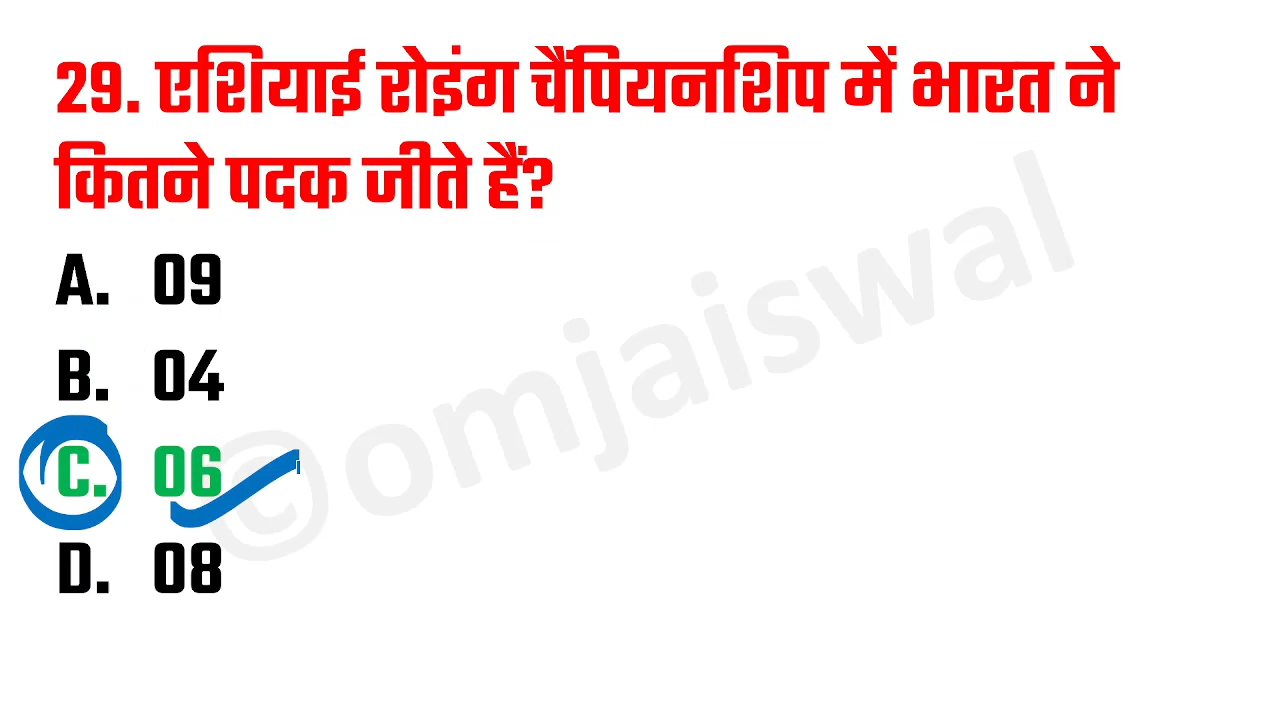 29. एशियाई रोइंग चैंपियनशिप में भारत ने
कितने पदक जीते हैं?
A. 09
B. 04
C. 06
D. 08
©omjaiswal